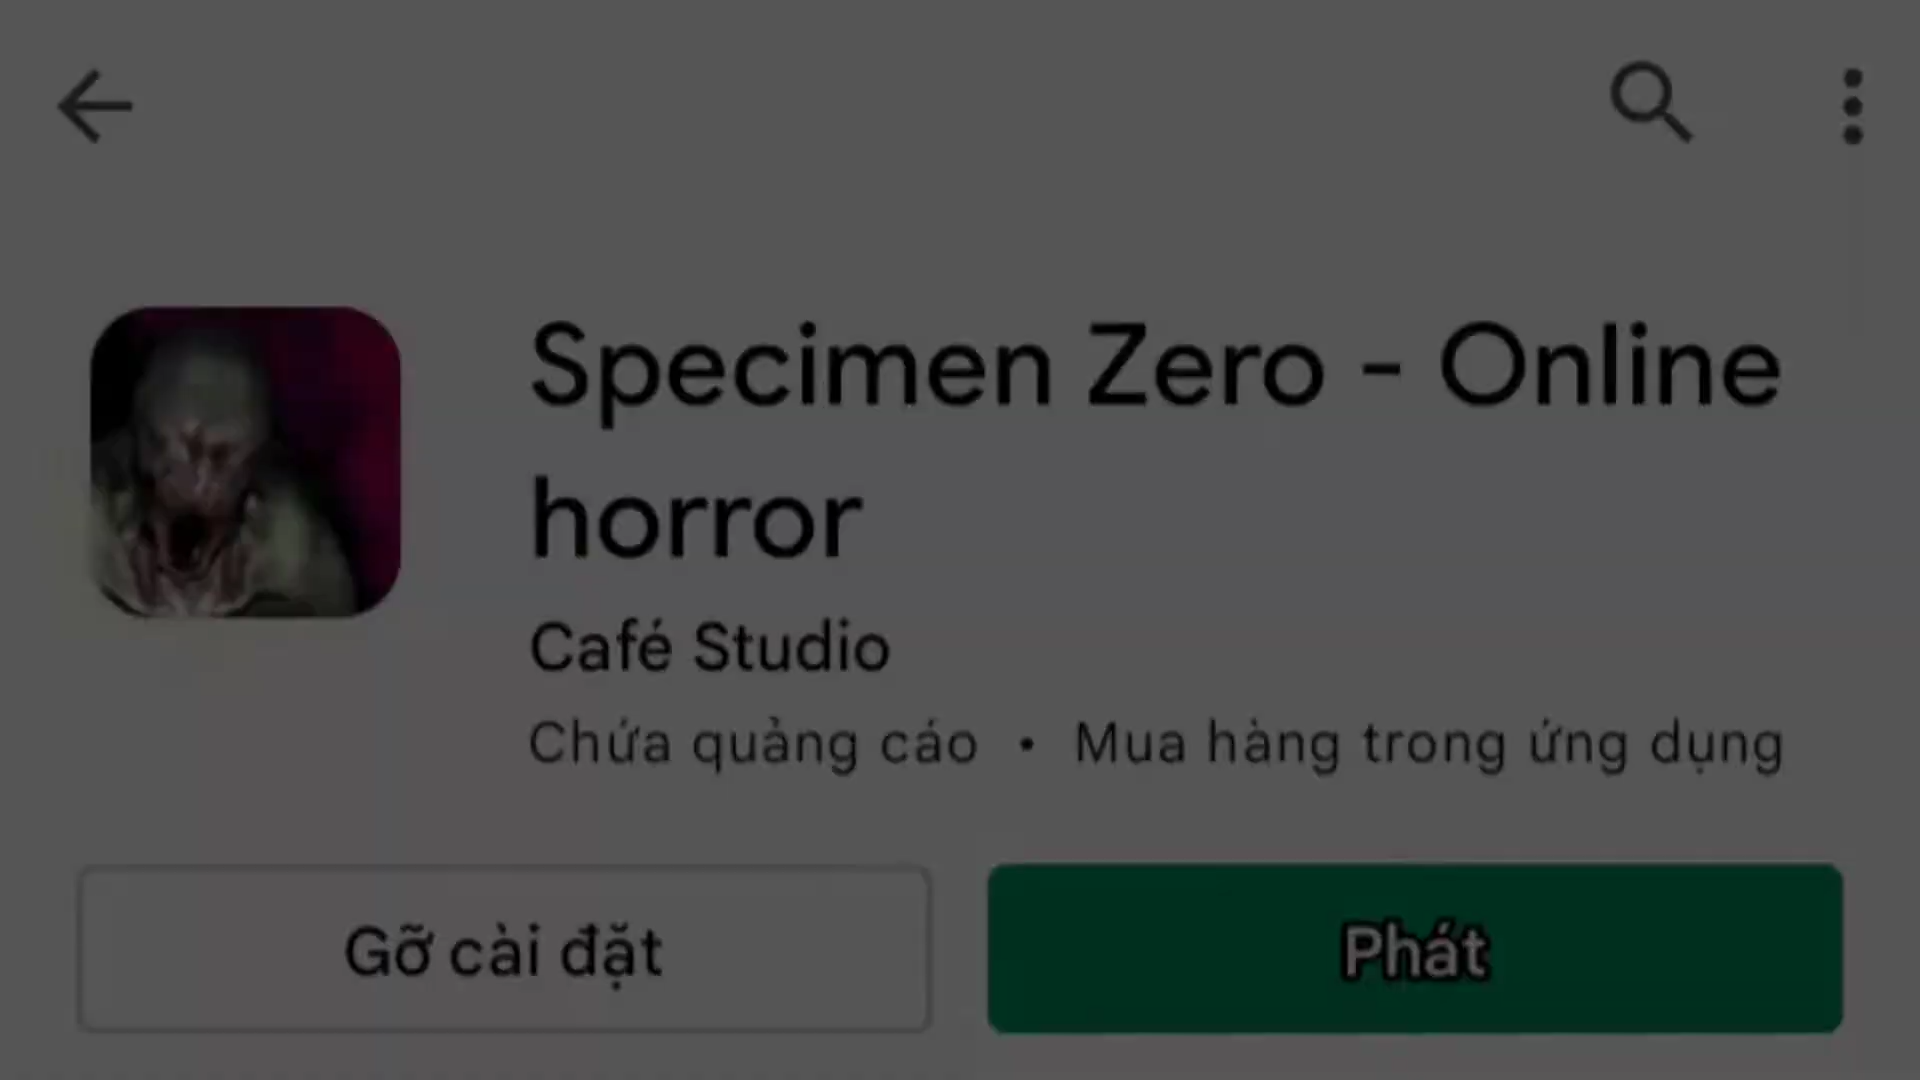 Specimen Zero - Online
horror
Café Studio
Chứa quảng cáo • Mua hàng trong ứng dụng
Gỡ cài đặt
Phát